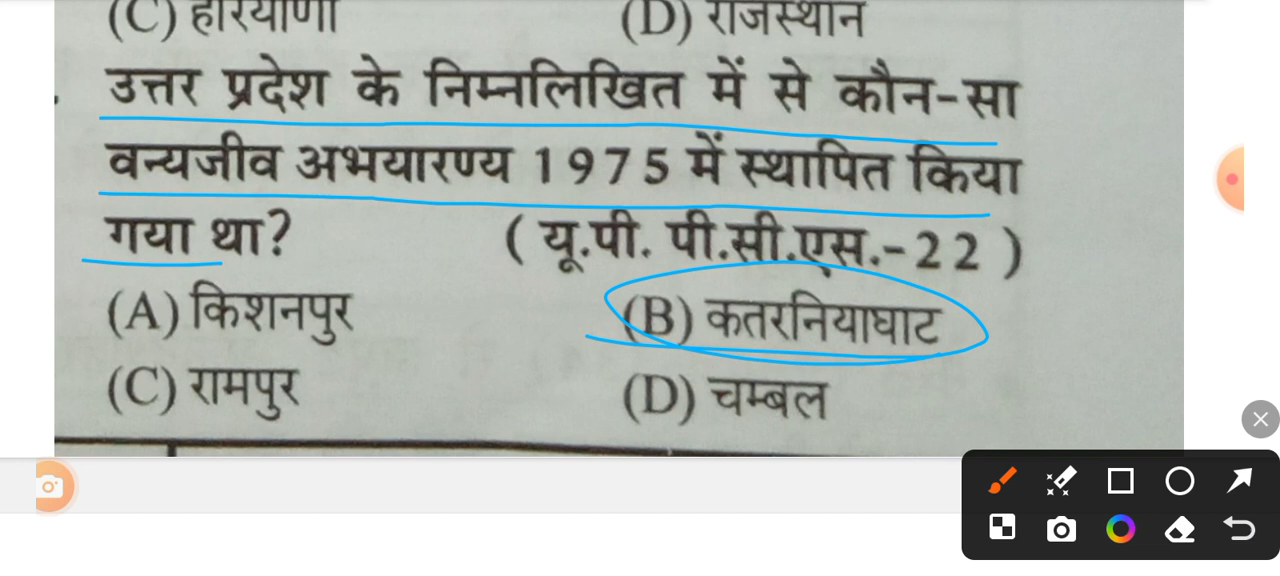 (C) हरियाणा (D) राजस्थान
उत्तर प्रदेश के निम्नलिखित में से कौन-सा
वन्यजीव अभयारण्य 1975 में स्थापित किया
गया था? ( यू.पी. पी.सी.एस.-22 )
(A) किशनपुर (B) कतरनियाघाट
(C) रामपुर (D) चम्बल